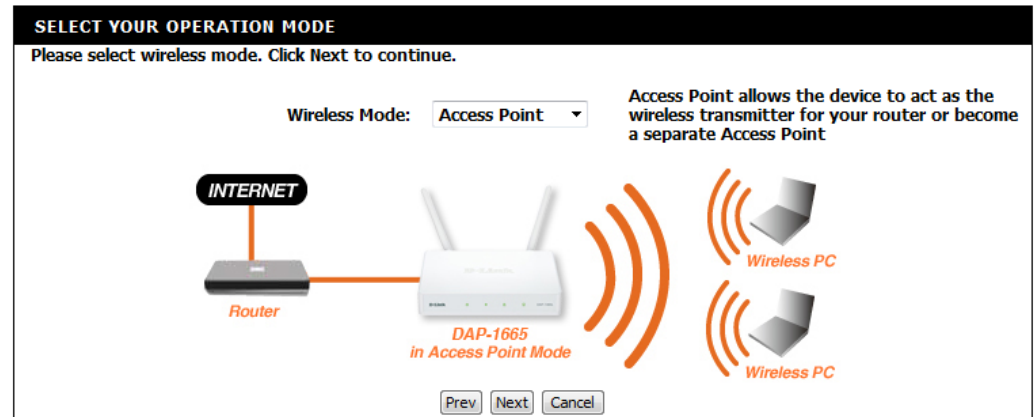 SELECT YOUR OPERATION MODE
Please select wireless mode. Click Next to continue.
Wireless Mode:
Access Point
Access Point allows the device to act as the
wireless transmitter for your router or become
a separate Access Point
INTERNET
Router
D-Link
DAP-1665
in Access Point Mode
Wireless PC
Wireless PC
Prev
Next
Cancel